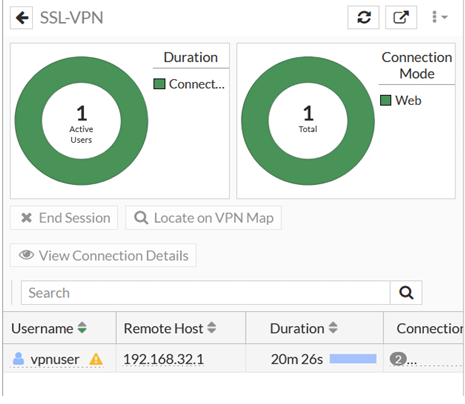 SSL-VPN
Duration
1
Active
Users
Connect...
Connection
Mode
1
Total
Web
End Session
Locate on VPN Map
View Connection Details
Search
Username Remote Host Duration Connection
vpnuser 192.168.32.1 20m 26s 2...